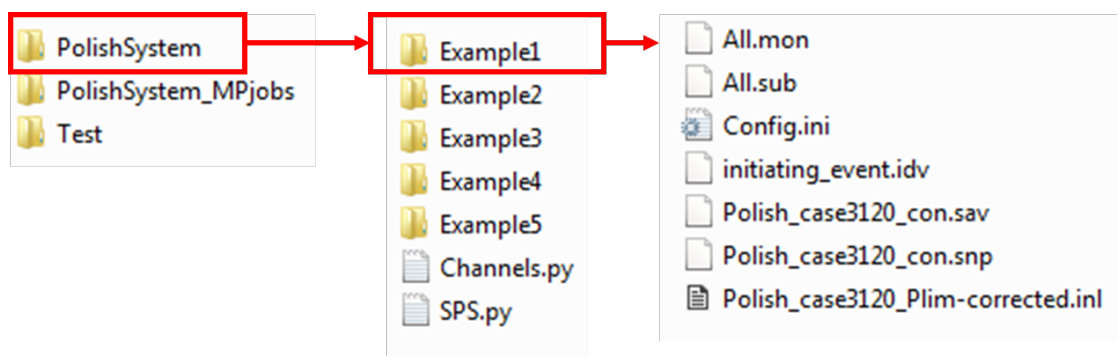 PolishSystem
PolishSystem_MPjobs
Test
Example1
Example2
Example3
Example4
Example5
Channels.py
SPS.py
All.mon
All.sub
Config.ini
initiating_event.idv
Polish_case3120_con.sav
Polish_case3120_con.snp
Polish_case3120_Plim-corrected.inl